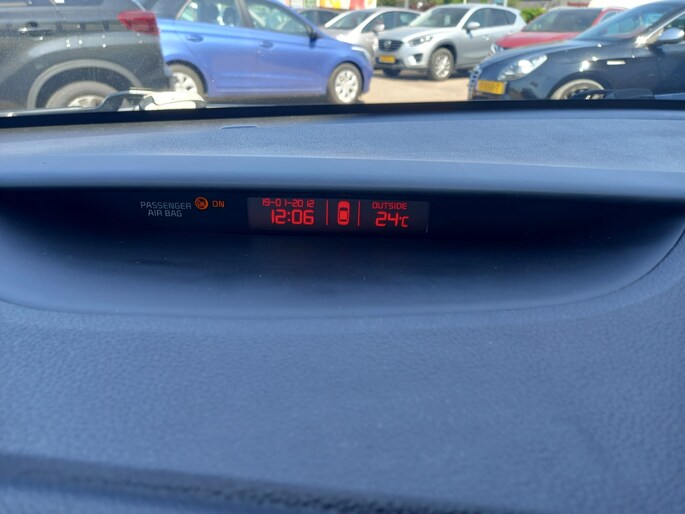 PASSENGER ON
AIR BAG
19-01-2012
12:06
OUTSIDE
24°C